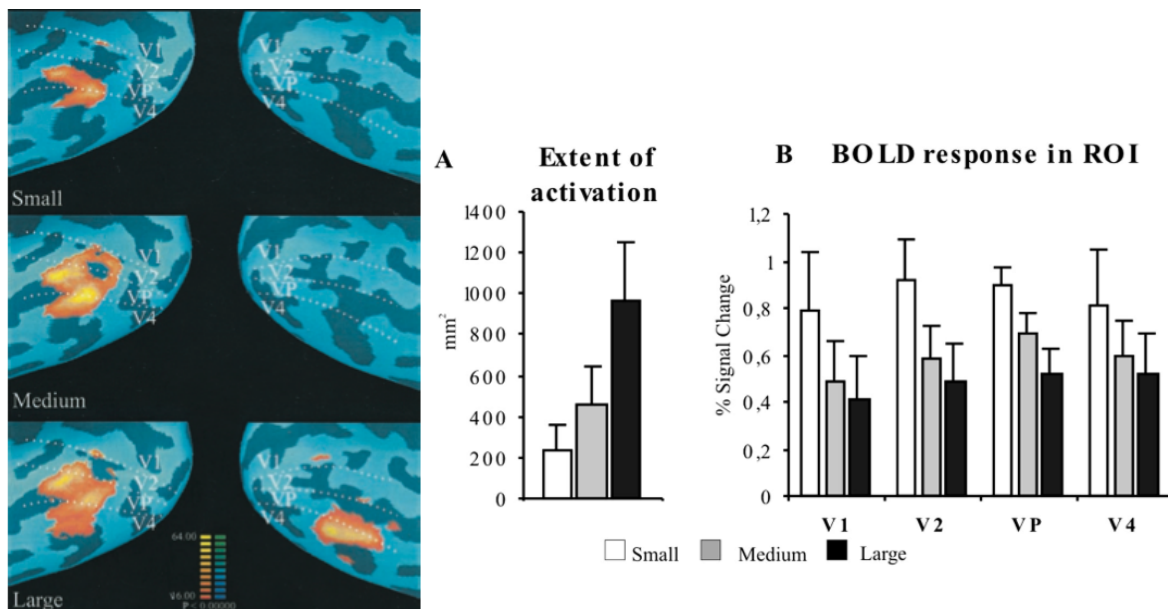 V1
V2
VP
V4
V1
V2
VP
V4
Small
V1
V2
VP
V4
V1
V2
VP
V4
Medium
V1
V2
VP
V4
V1
V2
VP
V4
64.00
Large
A Extent of
activation
mm²
1400
1200
1000
800
600
400
200
0
B BOLD response in ROI
% Signal Change
1,2
1
0,8
0,6
0,4
0,2
0
V1 V2 VP V4
Small Medium Large